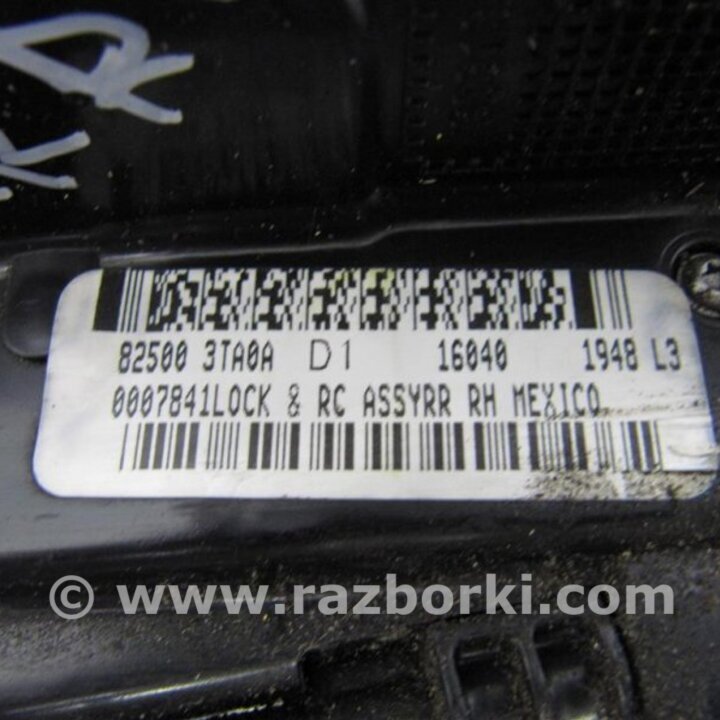 82500 3TA0A D1 16040 1948 L3
0007841LOCK & RC ASSYRR RH MEXICO
© www.razborki.com